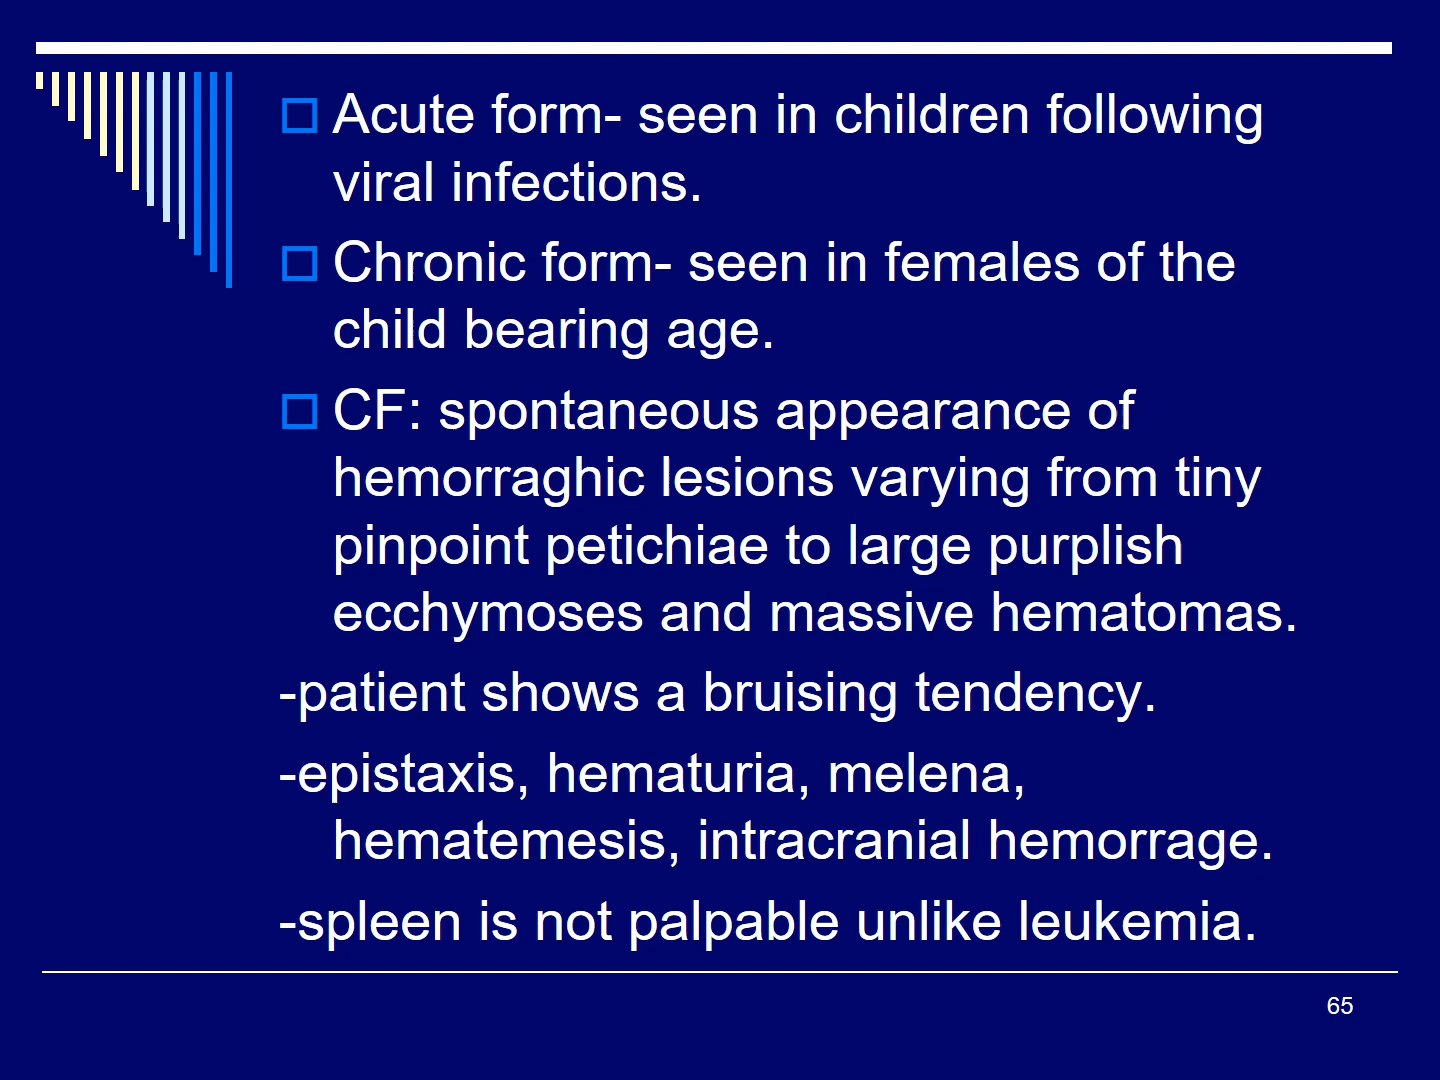 Acute form- seen in children following
viral infections.
Chronic form- seen in females of the
child bearing age.
CF: spontaneous appearance of
hemorraghic lesions varying from tiny
pinpoint petichiae to large purplish
ecchymoses and massive hematomas.
-patient shows a bruising tendency.
-epistaxis, hematuria, melena,
hematemesis, intracranial hemorrage.
-spleen is not palpable unlike leukemia.
65